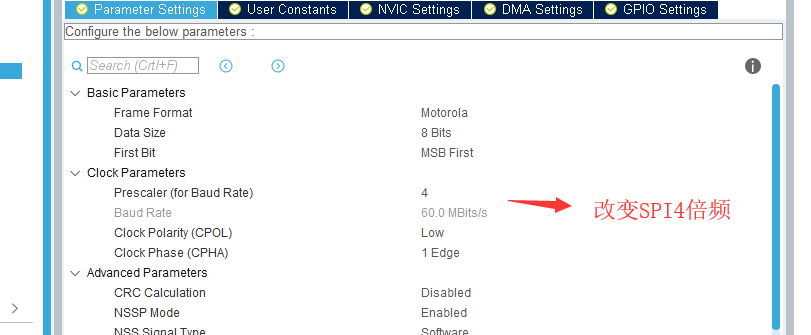 Parameter Settings User Constants NVIC Settings DMA Settings GPIO Settings
Configure the below parameters :
Search (Crtl+F)
Basic Parameters
Frame Format Motorola
Data Size 8 Bits
First Bit MSB First
Clock Parameters
Prescaler (for Baud Rate) 4
Baud Rate 60.0 MBits/s
改变SPI4倍频
Clock Polarity (CPOL) Low
Clock Phase (CPHA) 1 Edge
Advanced Parameters
CRC Calculation Disabled
NSSP Mode Enabled
NSS Signal Type Software